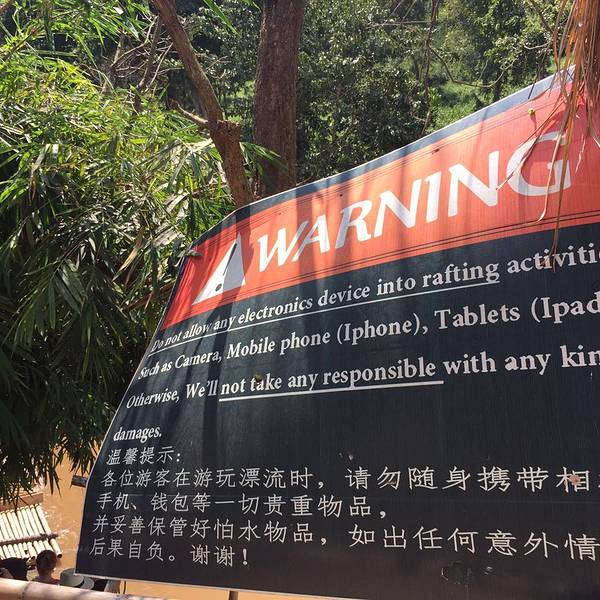 WARNING
Do not allow any electronics device into rafting activiti
Such as Camera, Mobile phone (Iphone), Tablets (Ipad
Otherwise, We'll not take any responsible with any kin
damages.
温馨提示:
各位游客在游玩漂流时，请勿随身携带相
手机、钱包等一切贵重物品，
并妥善保管好怕水物品，如出任何意外情
后果自负。谢谢！